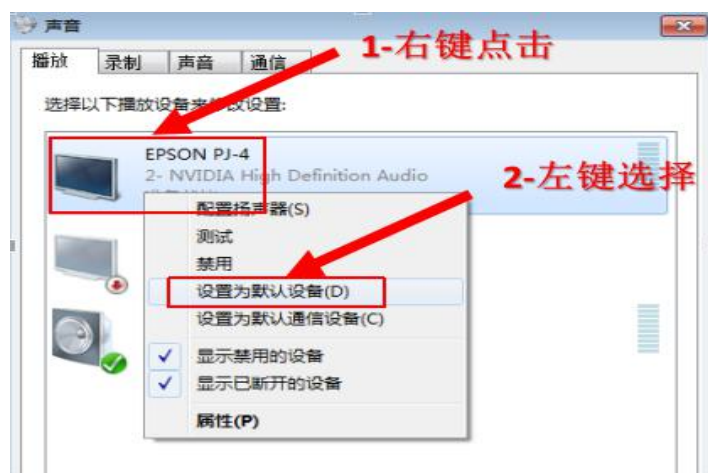 声音
播放 录制 声音 通信
1-右键点击
选择以下播放设备来修改设置:
EPSON PJ-4
2- NVIDIA High Definition Audio
2-左键选择
配置扬声器(S)
测试
禁用
设置为默认设备(D)
设置为默认通信设备(C)
显示禁用的设备
显示已断开的设备
属性(P)